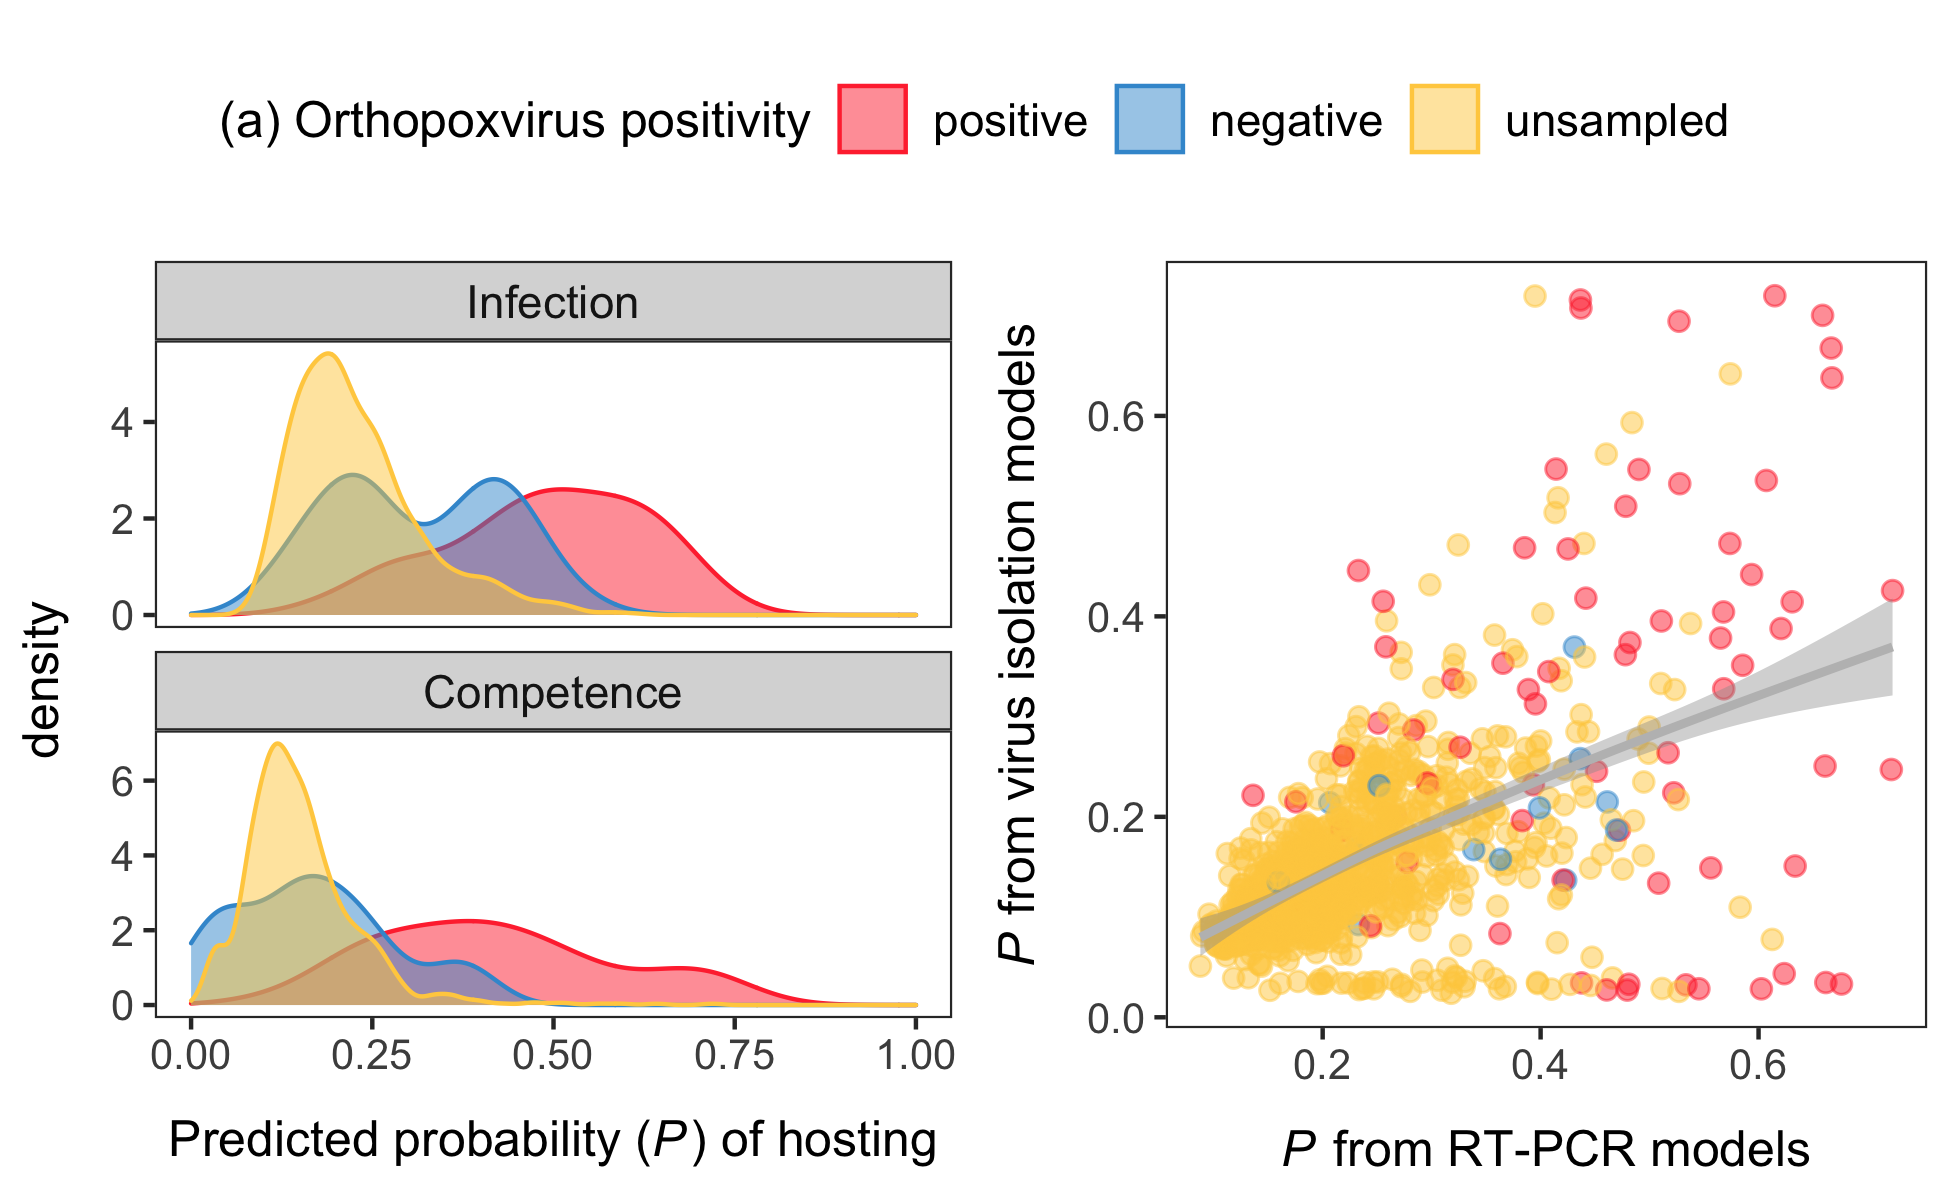 (a) Orthopoxvirus positivity positive negative unsampled
Infection
4
2
0
Competence
6
4
2
0
0.00 0.25 0.50 0.75 1.00
Predicted probability (P) of hosting
density
P from virus isolation models
0.6
0.4
0.2
0.0
0.2 0.4 0.6
P from RT-PCR models